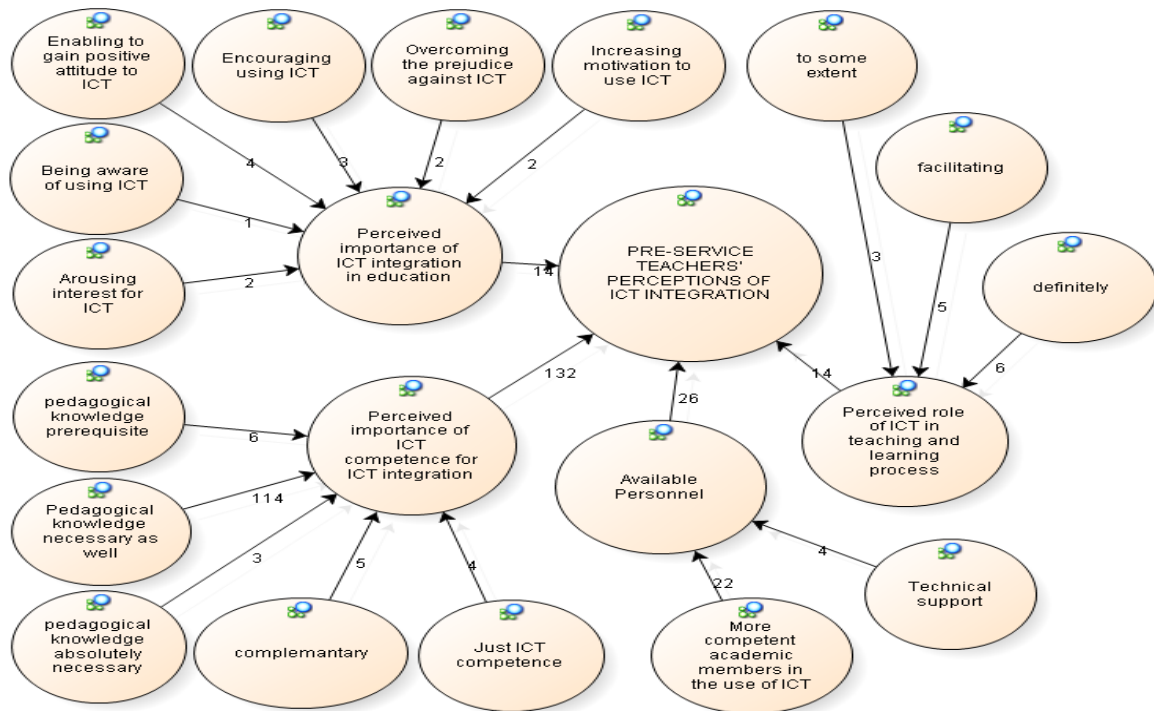 Enabling to
gain positive
attitude to
ICT
Encouraging
using ICT
Overcoming
the prejudice
against ICT
Increasing
motivation to
use ICT
to some
extent
facilitating
definitely
Being aware
of using ICT
Arousing
interest for
ICT
4
3
2
2
1
2
Perceived
importance of
ICT integration
in education
14
PRE-SERVICE
TEACHERS'
PERCEPTIONS OF
ICT INTEGRATION
3
5
6
14
Perceived role
of ICT in
teaching and
learning
process
132
26
pedagogical
knowledge
prerequisite
6
Perceived
importance of
ICT
competence for
ICT integration
Available
Personnel
Pedagogical
knowledge
necessary as
well
114
3
5
4
22
4
pedagogical
knowledge
absolutely
necessary
complemantary
Just ICT
competence
More
competent
academic
members in
the use of ICT
Technical
support